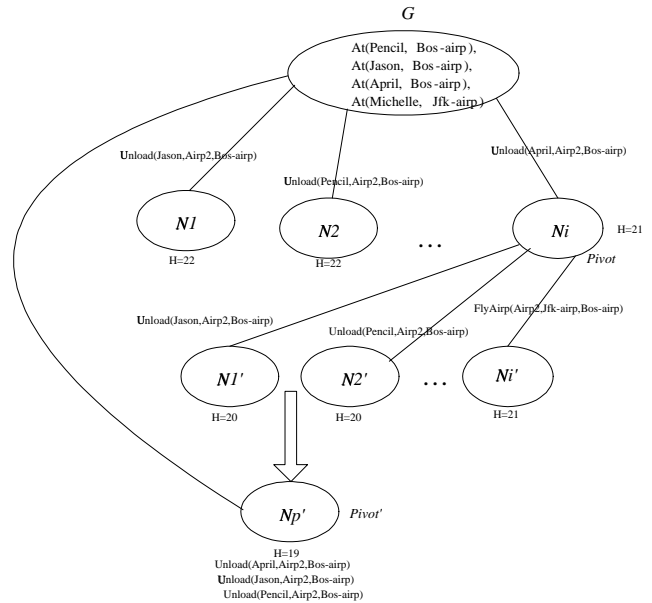 G
At(Pencil, Bos-airp),
At(Jason, Bos-airp),
At(April, Bos-airp),
At(Michelle, Jfk-airp)
Unload(Jason,Airp2,Bos-airp)
Unload(Pencil,Airp2,Bos-airp)
Unload(April,Airp2,Bos-airp)
N1
N2
...
Ni
H=22
H=22
H=21
Pivot
Unload(Jason,Airp2,Bos-airp)
Unload(Pencil,Airp2,Bos-airp)
FlyAirp(Airp2,Jfk-airp,Bos-airp)
N1'
N2'
...
Ni'
H=20
H=20
H=21
Np'
Pivot'
H=19
Unload(April,Airp2,Bos-airp)
Unload(Jason,Airp2,Bos-airp)
Unload(Pencil,Airp2,Bos-airp)